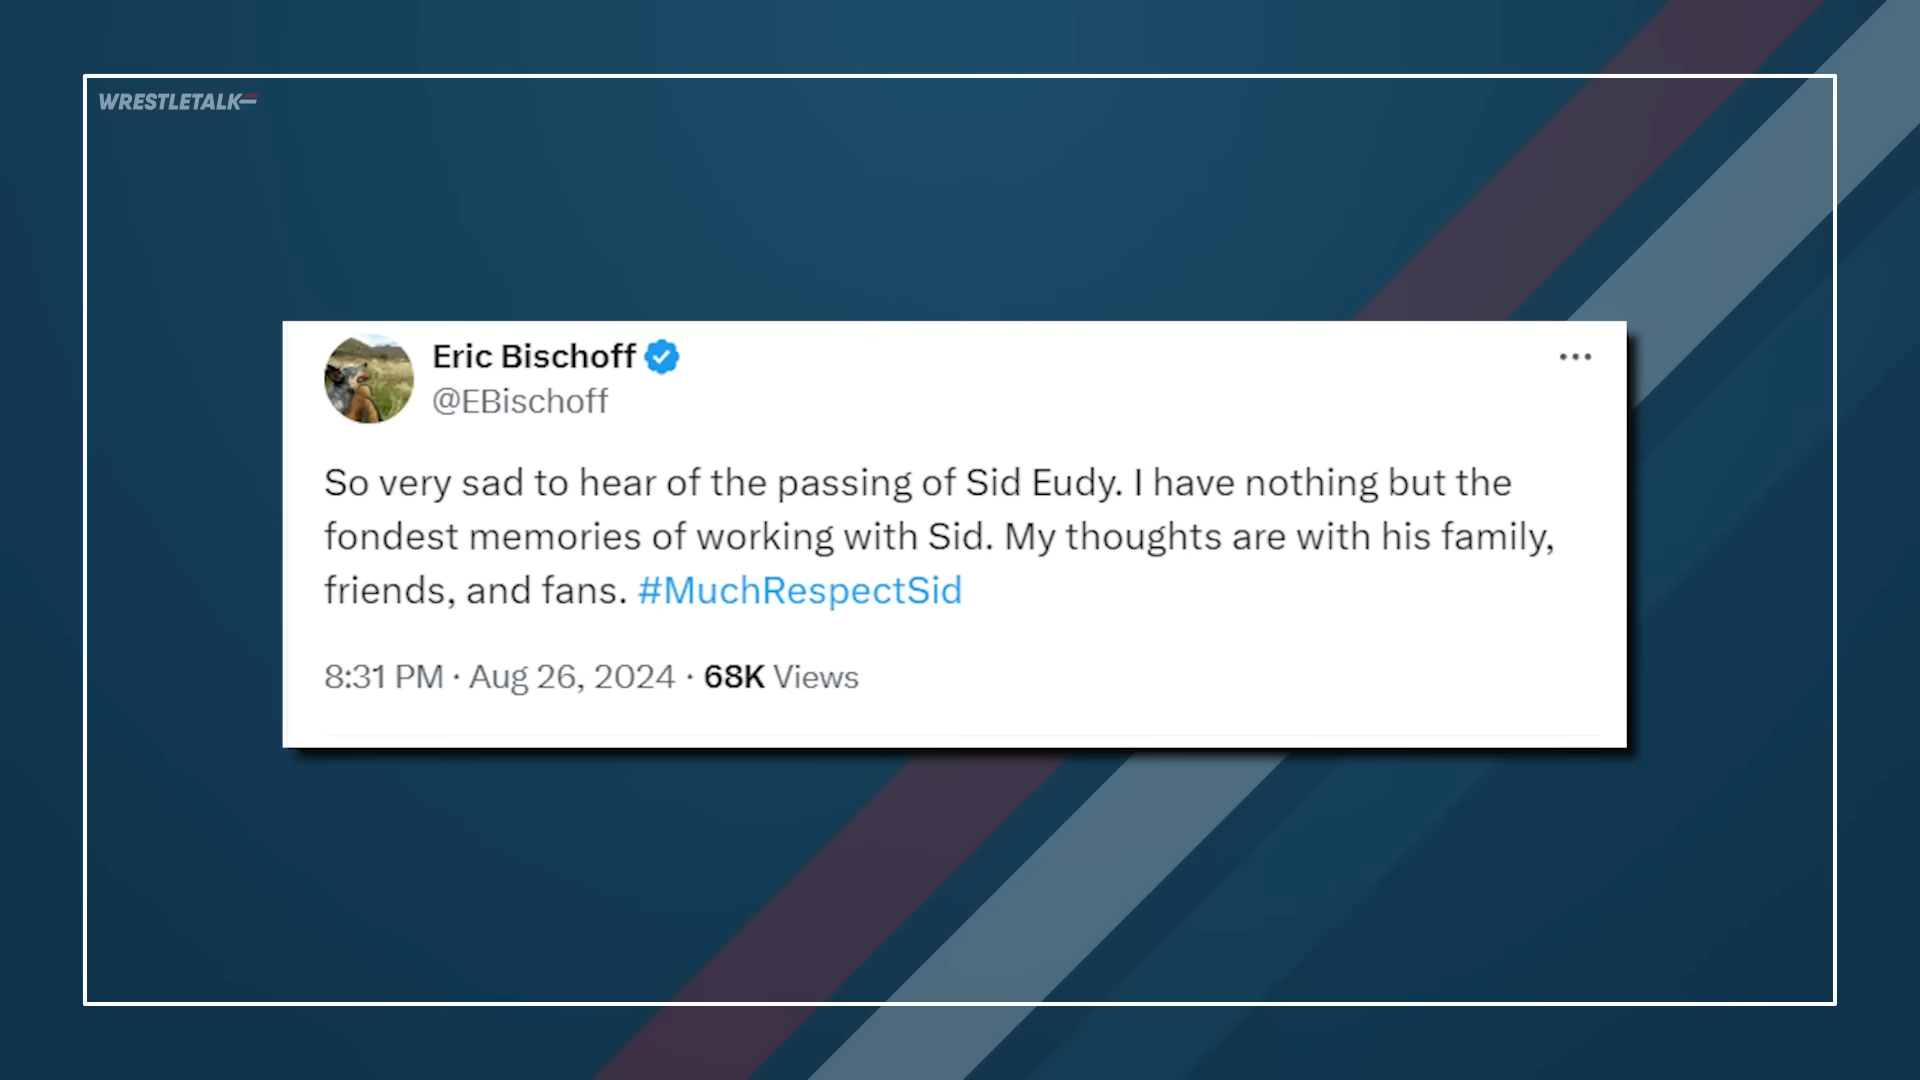 WRESTLETALK
Eric Bischoff
@EBischoff
So very sad to hear of the passing of Sid Eudy. I have nothing but the
fondest memories of working with Sid. My thoughts are with his family,
friends, and fans. #MuchRespectSid
8:31 PM · Aug 26, 2024 · 68K Views